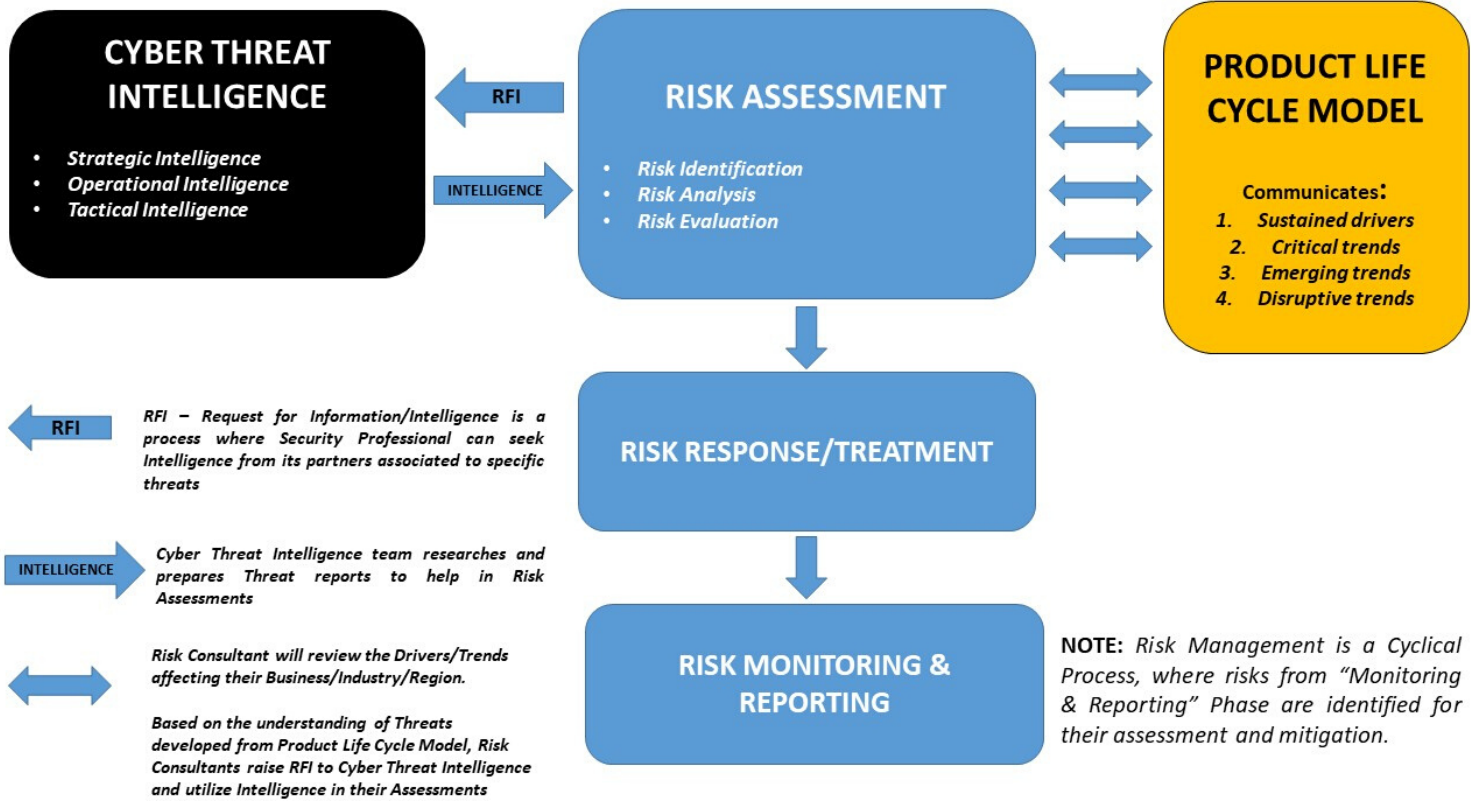 CYBER THREAT
INTELLIGENCE
• Strategic Intelligence
• Operational Intelligence
• Tactical Intelligence
RFI
INTELLIGENCE
RISK ASSESSMENT
• Risk Identification
• Risk Analysis
• Risk Evaluation
PRODUCT LIFE
CYCLE MODEL
Communicates:
1. Sustained drivers
2. Critical trends
3. Emerging trends
4. Disruptive trends
RFI
RFI – Request for Information/Intelligence is a
process where Security Professional can seek
Intelligence from its partners associated to specific
threats
RISK RESPONSE/TREATMENT
INTELLIGENCE
Cyber Threat Intelligence team researches and
prepares Threat reports to help in Risk
Assessments
Risk Consultant will review the Drivers/Trends
affecting their Business/Industry/Region.
Based on the understanding of Threats
developed from Product Life Cycle Model, Risk
Consultants raise RFI to Cyber Threat Intelligence
and utilize Intelligence in their Assessments
RISK MONITORING &
REPORTING
NOTE: Risk Management is a Cyclical
Process, where risks from “Monitoring
& Reporting” Phase are identified for
their assessment and mitigation.